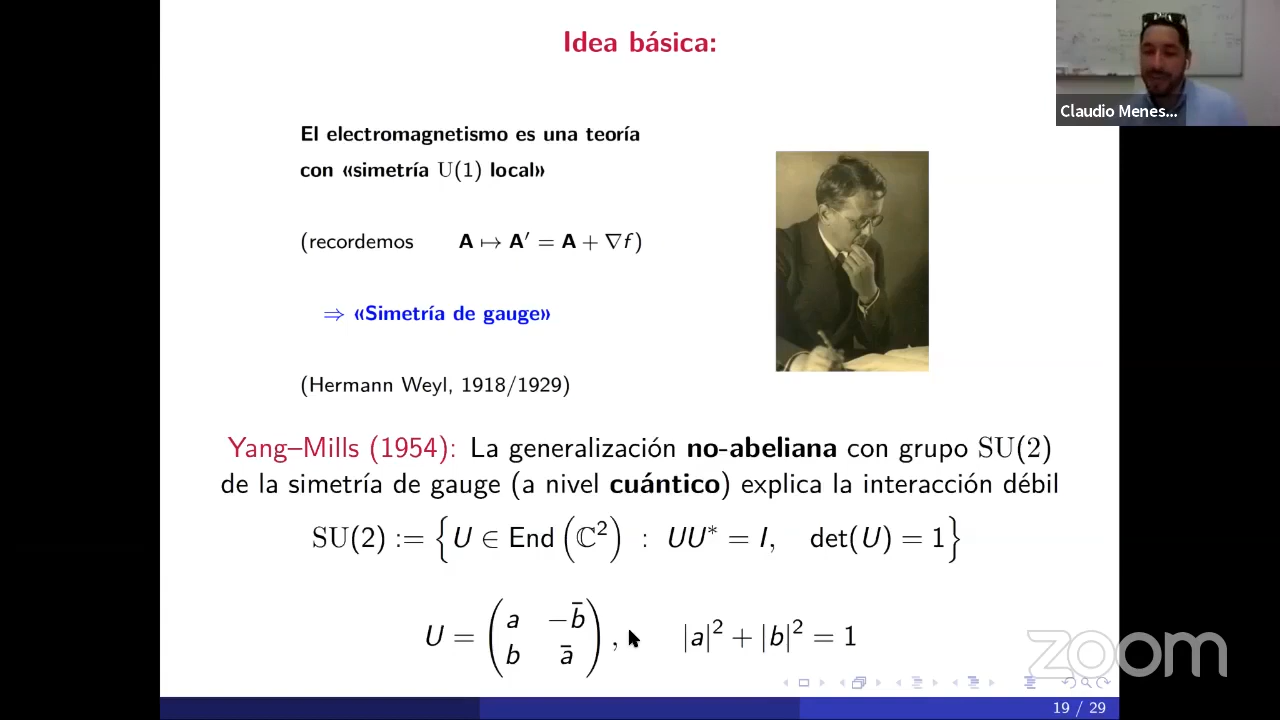 Idea básica:
Claudio Menes...
El electromagnetismo es una teoría
con «simetría U(1) local»
(recordemos A ↦ A′ = A + ∇f)
⇒ «Simetría de gauge»
(Hermann Weyl, 1918/1929)
Yang–Mills (1954): La generalización no-abeliana con grupo SU(2)
de la simetría de gauge (a nivel cuántico) explica la interacción débil
SU(2) := { U ∈ End (ℂ²) : UU* = I, det(U) = 1 }
U = ( a −b̄
b ā ) , |a|² + |b|² = 1
zoom
19 / 29